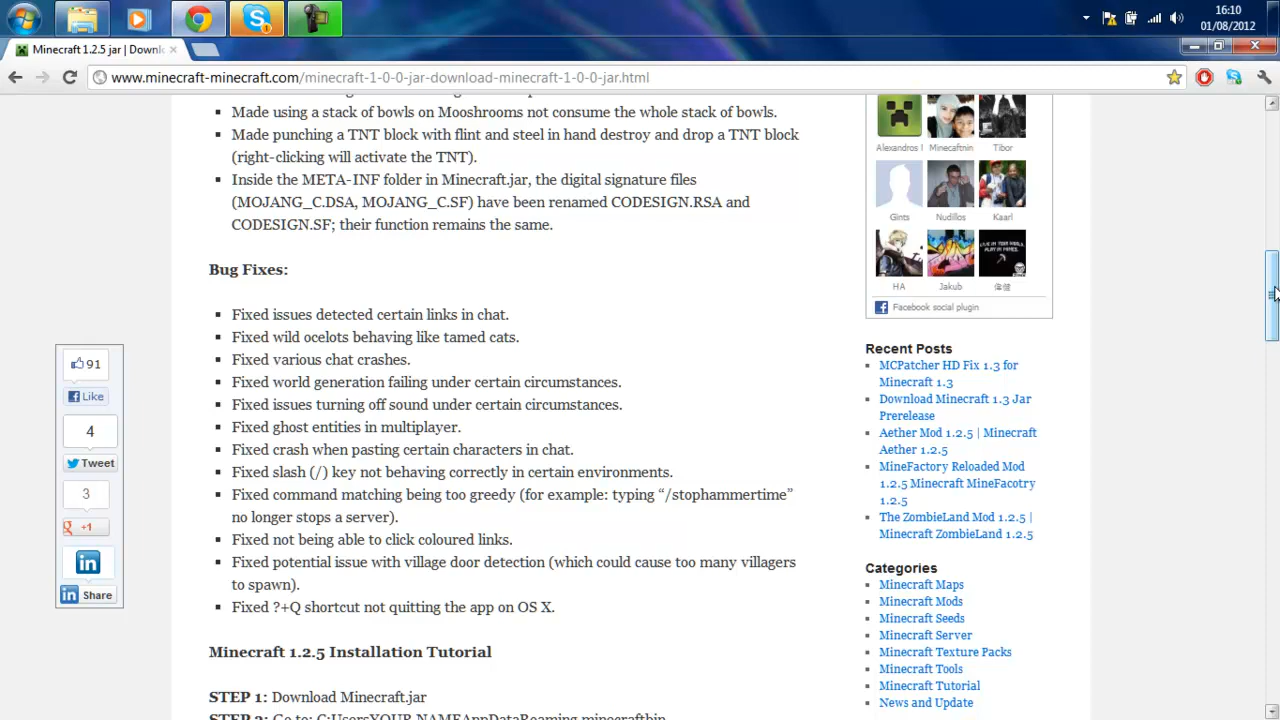 16:10
01/08/2012
Minecraft 1.2.5 jar | Downl
www.minecraft-minecraft.com/minecraft-1-0-0-jar-download-minecraft-1-0-0-jar.html
Made using a stack of bowls on Mooshrooms not consume the whole stack of bowls.
Made punching a TNT block with flint and steel in hand destroy and drop a TNT block
(right-clicking will activate the TNT).
Inside the META-INF folder in Minecraft.jar, the digital signature files
(MOJANG_C.DSA, MOJANG_C.SF) have been renamed CODESIGN.RSA and
CODESIGN.SF; their function remains the same.
Bug Fixes:
Fixed issues detected certain links in chat.
Fixed wild ocelots behaving like tamed cats.
Fixed various chat crashes.
Fixed world generation failing under certain circumstances.
Fixed issues turning off sound under certain circumstances.
Fixed ghost entities in multiplayer.
Fixed crash when pasting certain characters in chat.
Fixed slash (/) key not behaving correctly in certain environments.
Fixed command matching being too greedy (for example: typing “/stophammertime”
no longer stops a server).
Fixed not being able to click coloured links.
Fixed potential issue with village door detection (which could cause too many villagers
to spawn).
Fixed ?+Q shortcut not quitting the app on OS X.
Minecraft 1.2.5 Installation Tutorial
STEP 1: Download Minecraft.jar
STEP 2: Go to: C:UsersYOUR NAMEAppDataRoaming.minecraftbin
91
Like
4
Tweet
3
+1
in
Share
Alexandros Minecaftnin Tibor
Gints Nudillos Kaarl
HA Jakub
Facebook social plugin
Recent Posts
MCPatcher HD Fix 1.3 for
Minecraft 1.3
Download Minecraft 1.3 Jar
Prerelease
Aether Mod 1.2.5 | Minecraft
Aether 1.2.5
MineFactory Reloaded Mod
1.2.5 Minecraft MineFacotry
1.2.5
The ZombieLand Mod 1.2.5 |
Minecraft ZombieLand 1.2.5
Categories
Minecraft Maps
Minecraft Mods
Minecraft Seeds
Minecraft Server
Minecraft Texture Packs
Minecraft Tools
Minecraft Tutorial
News and Update